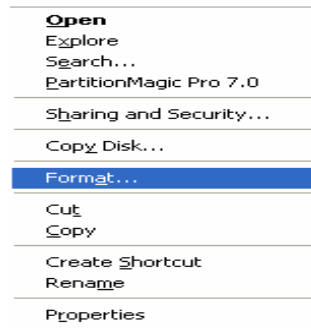 Open
Explore
Search...
PartitionMagic Pro 7.0
Sharing and Security...
Copy Disk...
Format...
Cut
Copy
Create Shortcut
Rename
Properties